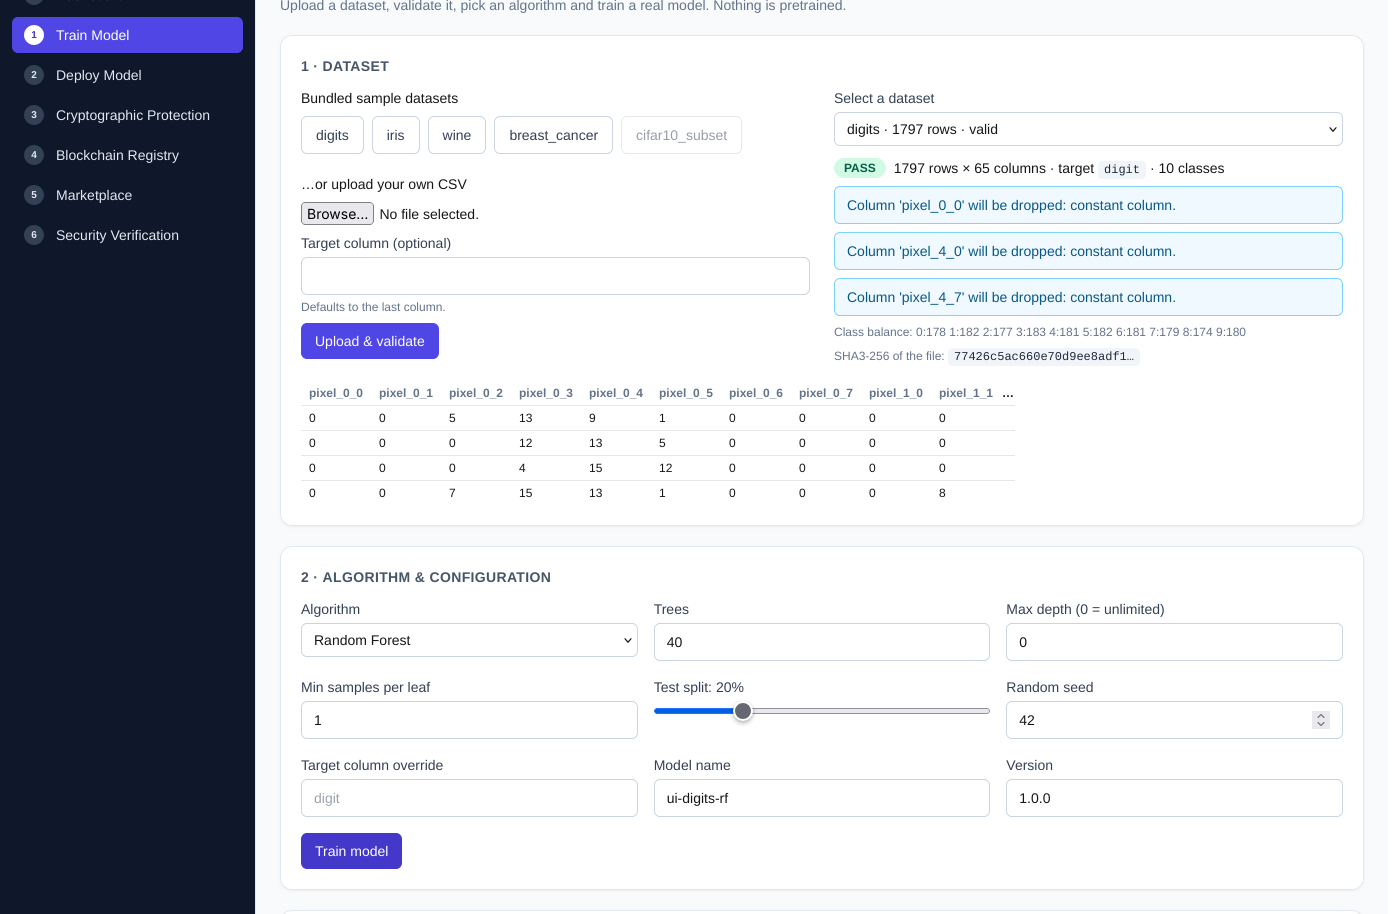 Upload a dataset, validate it, pick an algorithm and train a real model. Nothing is pretrained.
1 Train Model
2 Deploy Model
3 Cryptographic Protection
4 Blockchain Registry
5 Marketplace
6 Security Verification
1 · DATASET
Bundled sample datasets
digits iris wine breast_cancer cifar10_subset
…or upload your own CSV
Browse... No file selected.
Target column (optional)
Defaults to the last column.
Upload & validate
Select a dataset
digits · 1797 rows · valid
PASS 1797 rows × 65 columns · target digit · 10 classes
Column 'pixel_0_0' will be dropped: constant column.
Column 'pixel_4_0' will be dropped: constant column.
Column 'pixel_4_7' will be dropped: constant column.
Class balance: 0:178 1:182 2:177 3:183 4:181 5:182 6:181 7:179 8:174 9:180
SHA3-256 of the file: 77426c5ac660e70d9ee8adf1…
pixel_0_0 pixel_0_1 pixel_0_2 pixel_0_3 pixel_0_4 pixel_0_5 pixel_0_6 pixel_0_7 pixel_1_0 pixel_1_1 …
0 0 5 13 9 1 0 0 0 0
0 0 0 12 13 5 0 0 0 0
0 0 0 4 15 12 0 0 0 0
0 0 7 15 13 1 0 0 0 8
2 · ALGORITHM & CONFIGURATION
Algorithm Trees Max depth (0 = unlimited)
Random Forest 40 0
Min samples per leaf Test split: 20% Random seed
1 42
Target column override Model name Version
digit ui-digits-rf 1.0.0
Train model